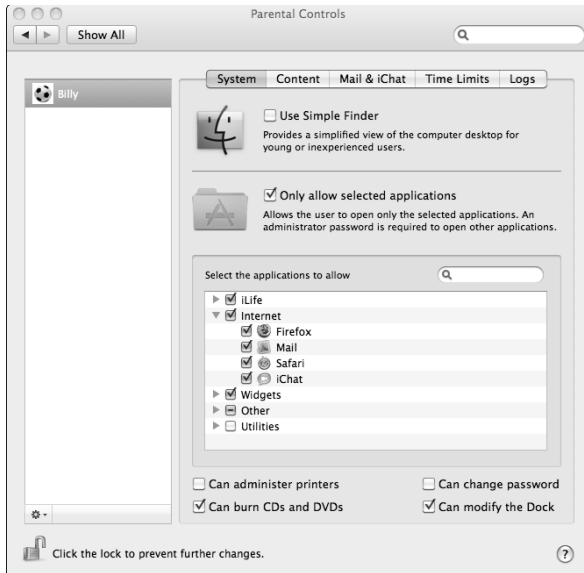 Parental Controls
Show All
System Content Mail & iChat Time Limits Logs
Billy
Use Simple Finder
Provides a simplified view of the computer desktop for
young or inexperienced users.
Only allow selected applications
Allows the user to open only the selected applications. An
administrator password is required to open other applications.
Select the applications to allow
iLife
Internet
Firefox
Mail
Safari
iChat
Widgets
Other
Utilities
Can administer printers Can change password
Can burn CDs and DVDs Can modify the Dock
Click the lock to prevent further changes.
?